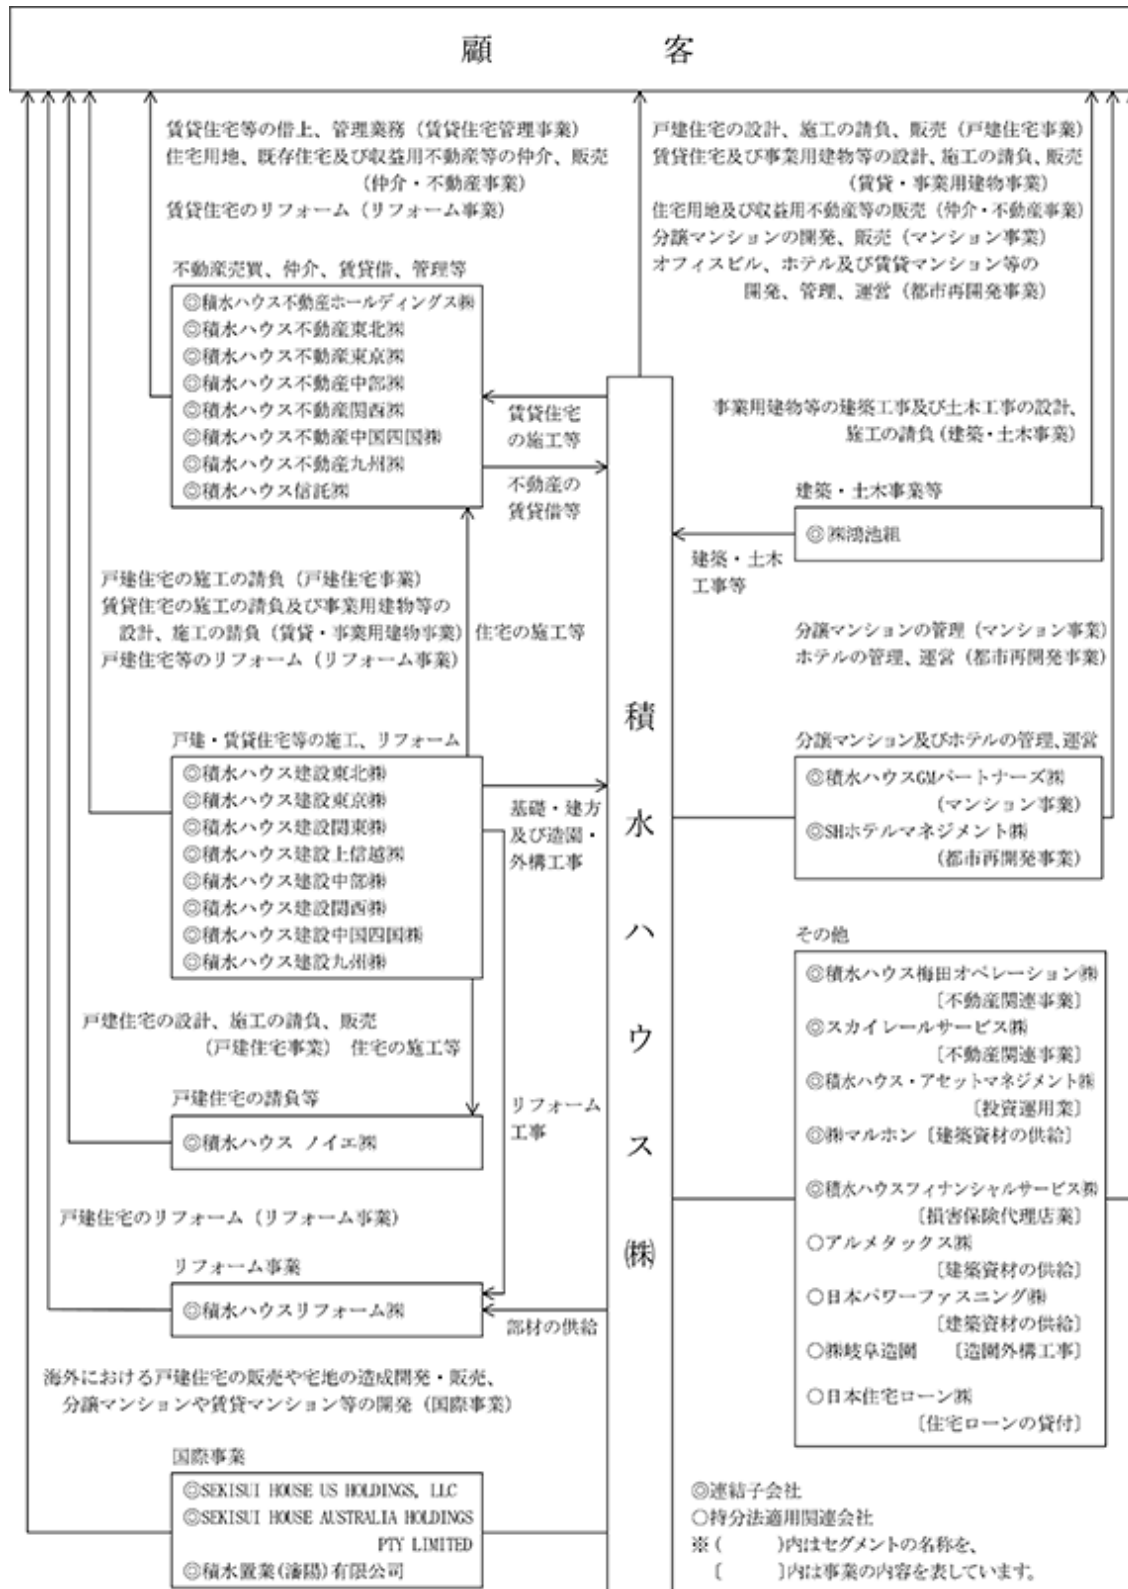 顧　　　　　客
賃貸住宅等の借上、管理業務（賃貸住宅管理事業）
住宅用地、既存住宅及び収益用不動産等の仲介、販売
（仲介・不動産事業）
賃貸住宅のリフォーム（リフォーム事業）
不動産売買、仲介、賃貸借、管理等
◎積水ハウス不動産ホールディングス㈱
◎積水ハウス不動産東北㈱
◎積水ハウス不動産東京㈱
◎積水ハウス不動産中部㈱
◎積水ハウス不動産関西㈱
◎積水ハウス不動産中国四国㈱
◎積水ハウス不動産九州㈱
◎積水ハウス信託㈱
賃貸住宅
の施工等
不動産の
賃貸借等
戸建住宅の設計、施工の請負、販売（戸建住宅事業）
賃貸住宅及び事業用建物等の設計、施工の請負、販売
（賃貸・事業用建物事業）
住宅用地及び収益用不動産等の販売（仲介・不動産事業）
分譲マンションの開発、販売（マンション事業）
オフィスビル、ホテル及び賃貸マンション等の
開発、管理、運営（都市再開発事業）
事業用建物等の建築工事及び土木工事の設計、
施工の請負（建築・土木事業）
建築・土木事業等
◎㈱鴻池組
建築・土木
工事等
戸建住宅の施工の請負（戸建住宅事業）
賃貸住宅の施工の請負及び事業用建物等の
設計、施工の請負（賃貸・事業用建物事業）
戸建住宅等のリフォーム（リフォーム事業）
住宅の施工等
戸建・賃貸住宅等の施工、リフォーム
◎積水ハウス建設東北㈱
◎積水ハウス建設東京㈱
◎積水ハウス建設関東㈱
◎積水ハウス建設上信越㈱
◎積水ハウス建設中部㈱
◎積水ハウス建設関西㈱
◎積水ハウス建設中国四国㈱
◎積水ハウス建設九州㈱
基礎・建方
及び造園・
外構工事
積水ハウス㈱
分譲マンションの管理（マンション事業）
ホテルの管理、運営（都市再開発事業）
分譲マンション及びホテルの管理、運営
◎積水ハウスGMパートナーズ㈱
（マンション事業）
◎SHホテルマネジメント㈱
（都市再開発事業）
戸建住宅の設計、施工の請負、販売
（戸建住宅事業）
住宅の施工等
戸建住宅の請負等
◎積水ハウス ノイエ㈱
リフォーム
工事
戸建住宅のリフォーム（リフォーム事業）
リフォーム事業
◎積水ハウスリフォーム㈱
部材の供給
その他
◎積水ハウス梅田オペレーション㈱
〔不動産関連事業〕
◎スカイレールサービス㈱
〔不動産関連事業〕
◎積水ハウス・アセットマネジメント㈱
〔投資運用業〕
◎㈱マルホン〔建築資材の供給〕
◎積水ハウスフィナンシャルサービス㈱
〔損害保険代理店業〕
○アルメタックス㈱
〔建築資材の供給〕
○日本パワーファスニング㈱
〔建築資材の供給〕
○㈱岐阜造園　〔造園外構工事〕
○日本住宅ローン㈱
〔住宅ローンの貸付〕
海外における戸建住宅の販売や宅地の造成開発・販売、
分譲マンションや賃貸マンション等の開発（国際事業）
国際事業
◎SEKISUI HOUSE US HOLDINGS, LLC
◎SEKISUI HOUSE AUSTRALIA HOLDINGS
PTY LIMITED
◎積水置業(瀋陽)有限公司
◎連結子会社
○持分法適用関連会社
※（　　）内はセグメントの名称を、
〔　　〕内は事業の内容を表しています。